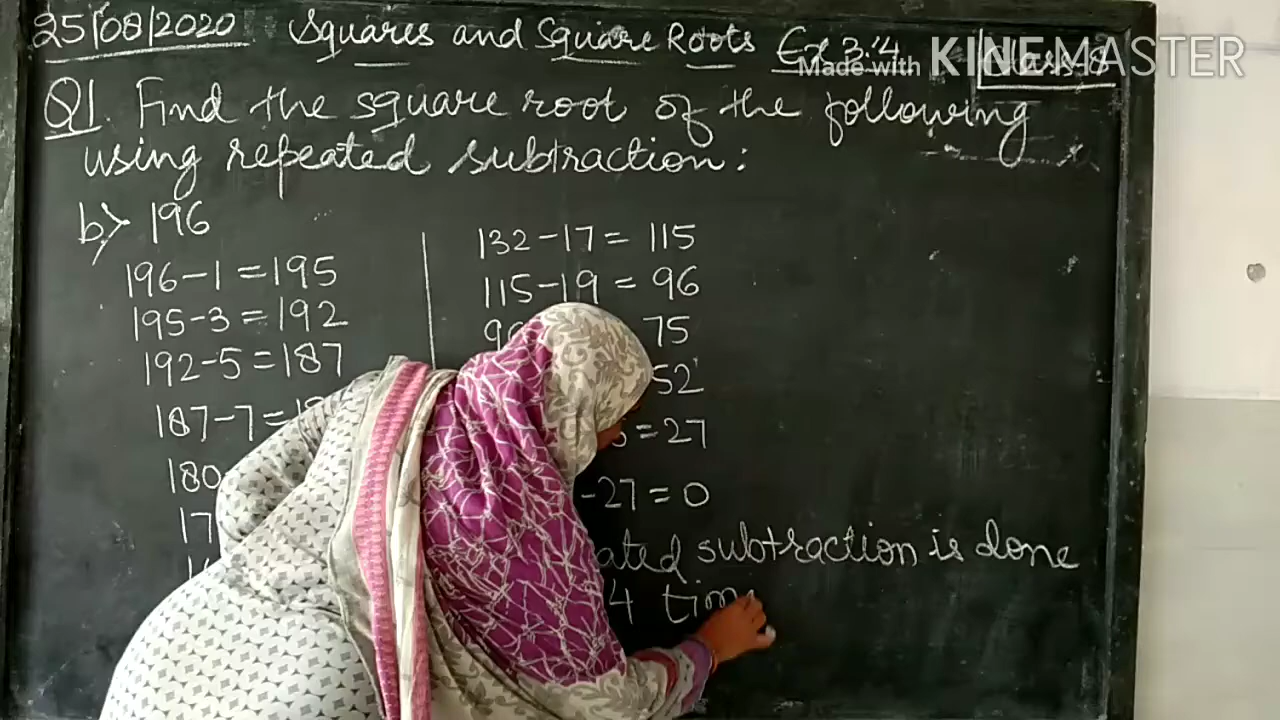 25/08/2020 Squares and Square Roots Ex 3.4 Class-8
Made with KINEMASTER
Q1. Find the square root of the following
using repeated subtraction:
b) 196
196-1=195
195-3=192
192-5=187
187-7=1
180
17
132-17=115
115-19=96
75
52
=27
-27=0
ated subtraction is done
4 tim